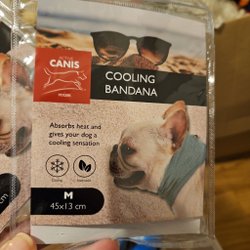 CANIS
COOLING
BANDANA
Absorbs heat and
gives your dog a
cooling sensation
M
45x13 cm